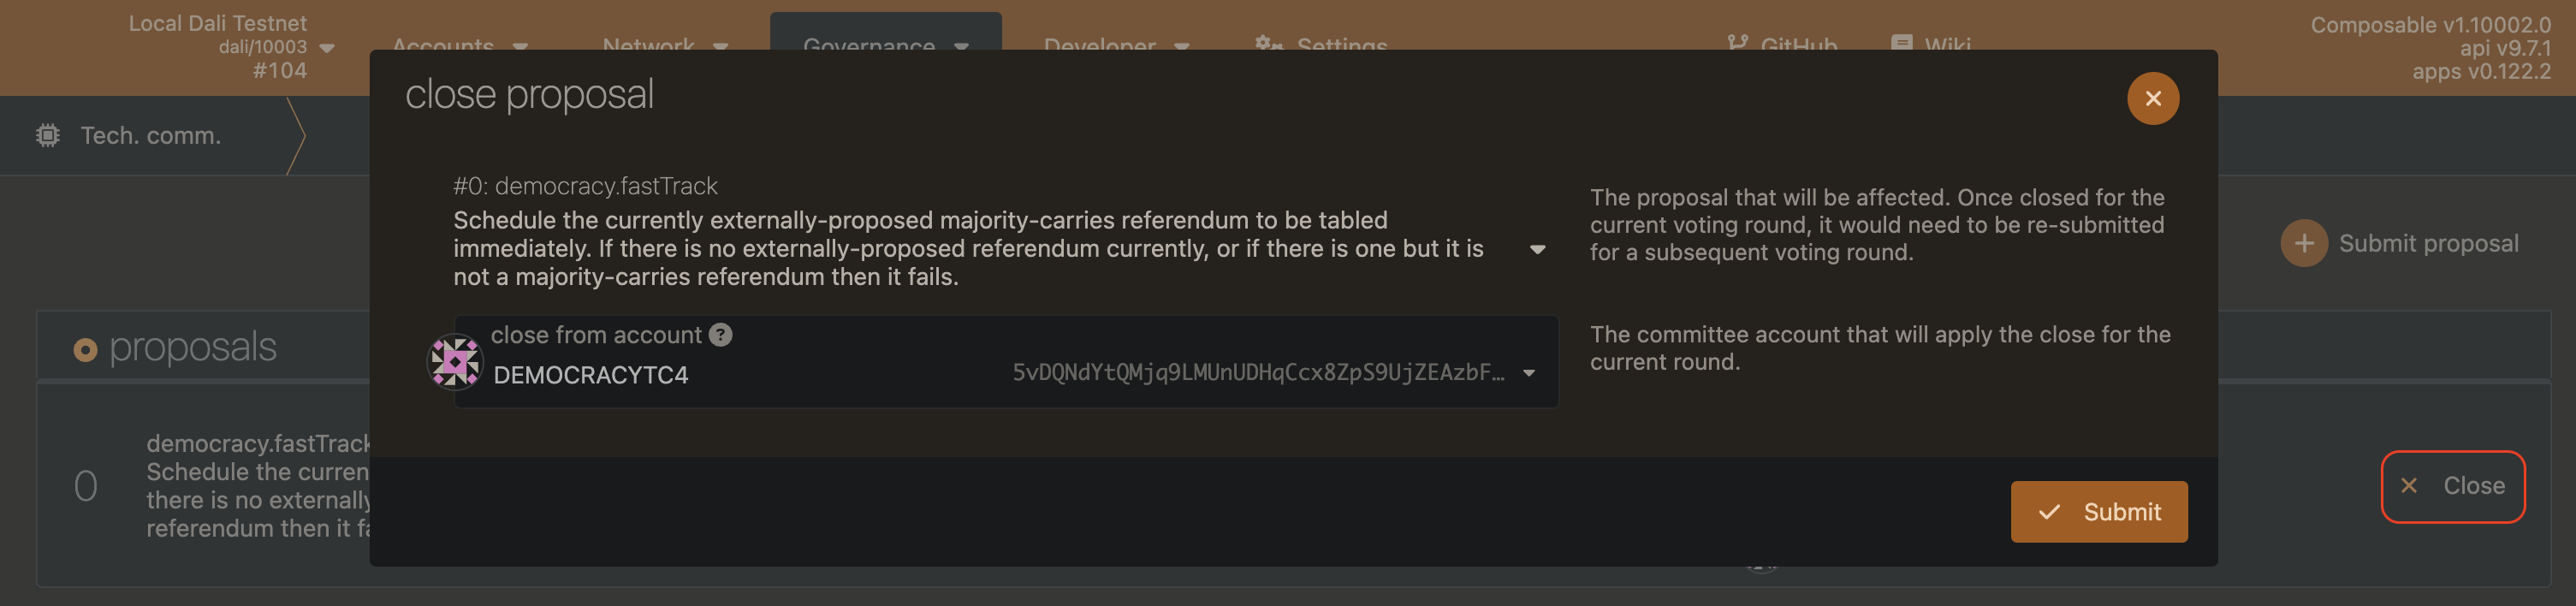 Local Dali Testnet
dali/10003
#104
Accounts
Network
Governance
Developer
Settings
GitHub
Wiki
Composable v1.10002.0
api v9.7.1
apps v0.122.2
Tech. comm.
close proposal
#0: democracy.fastTrack
Schedule the currently externally-proposed majority-carries referendum to be tabled
immediately. If there is no externally-proposed referendum currently, or if there is one but it is
not a majority-carries referendum then it fails.
The proposal that will be affected. Once closed for the
current voting round, it would need to be re-submitted
for a subsequent voting round.
close from account ?
DEMOCRACYTC4
5vDQNdYtQMjq9LMUnUDHqCcx8ZpS9UjZEAzbF…
The committee account that will apply the close for the
current round.
Submit
Submit proposal
proposals
0
democracy.fastTrack
Schedule the curren
there is no externally
referendum then it fa
Close